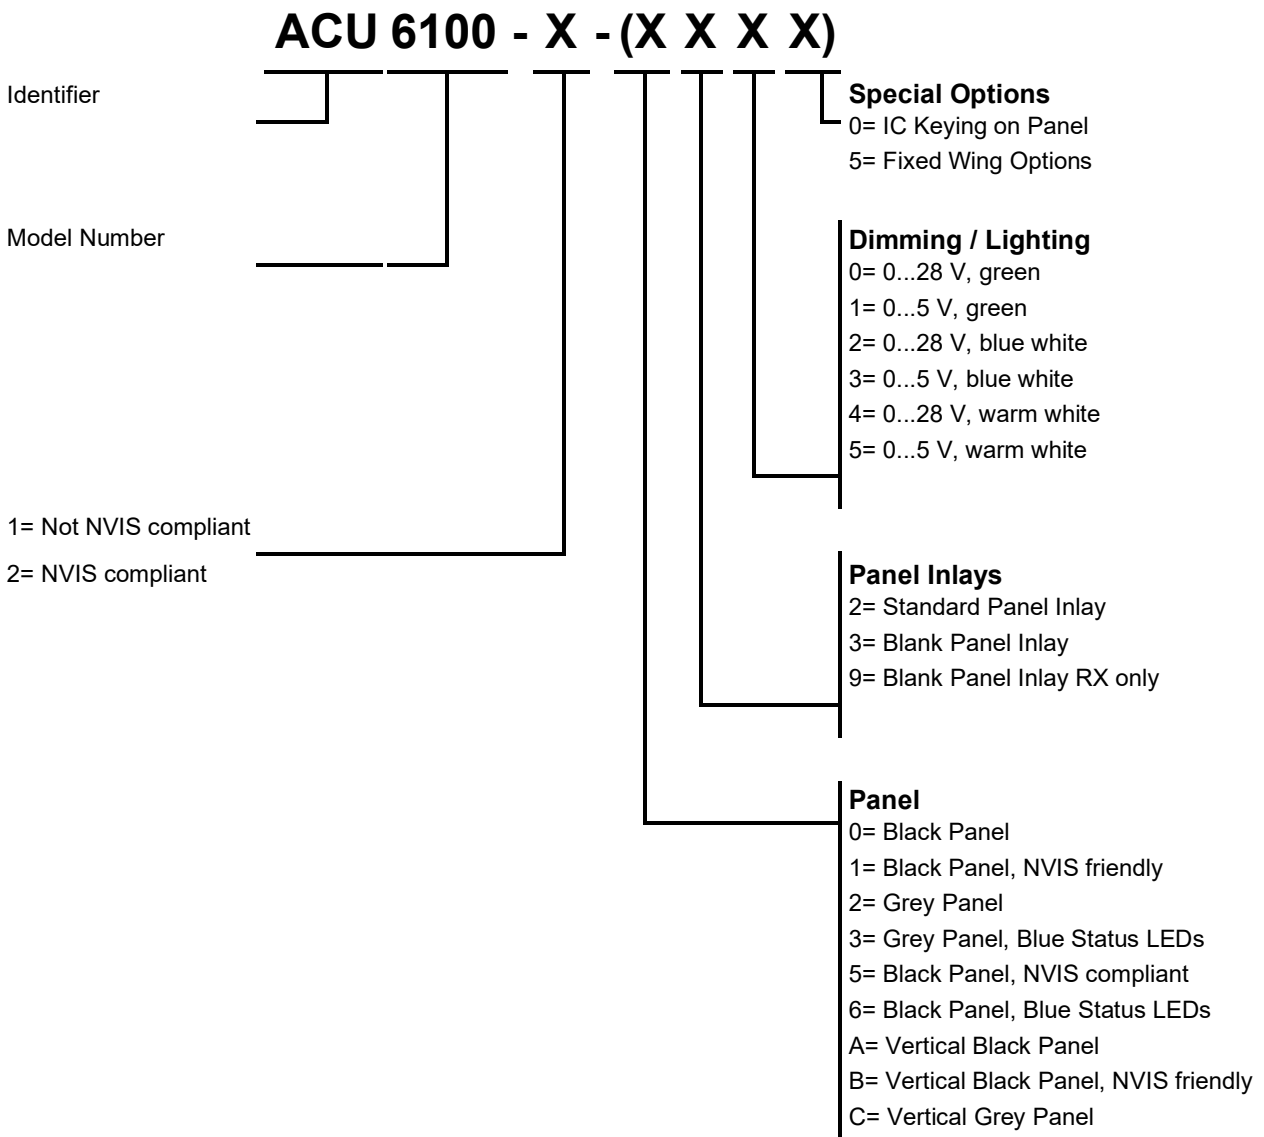 ACU 6100 - X - (X X X X)
Identifier
Model Number
1= Not NVIS compliant
2= NVIS compliant
Special Options
0= IC Keying on Panel
5= Fixed Wing Options
Dimming / Lighting
0= 0...28 V, green
1= 0...5 V, green
2= 0...28 V, blue white
3= 0...5 V, blue white
4= 0...28 V, warm white
5= 0...5 V, warm white
Panel Inlays
2= Standard Panel Inlay
3= Blank Panel Inlay
9= Blank Panel Inlay RX only
Panel
0= Black Panel
1= Black Panel, NVIS friendly
2= Grey Panel
3= Grey Panel, Blue Status LEDs
5= Black Panel, NVIS compliant
6= Black Panel, Blue Status LEDs
A= Vertical Black Panel
B= Vertical Black Panel, NVIS friendly
C= Vertical Grey Panel